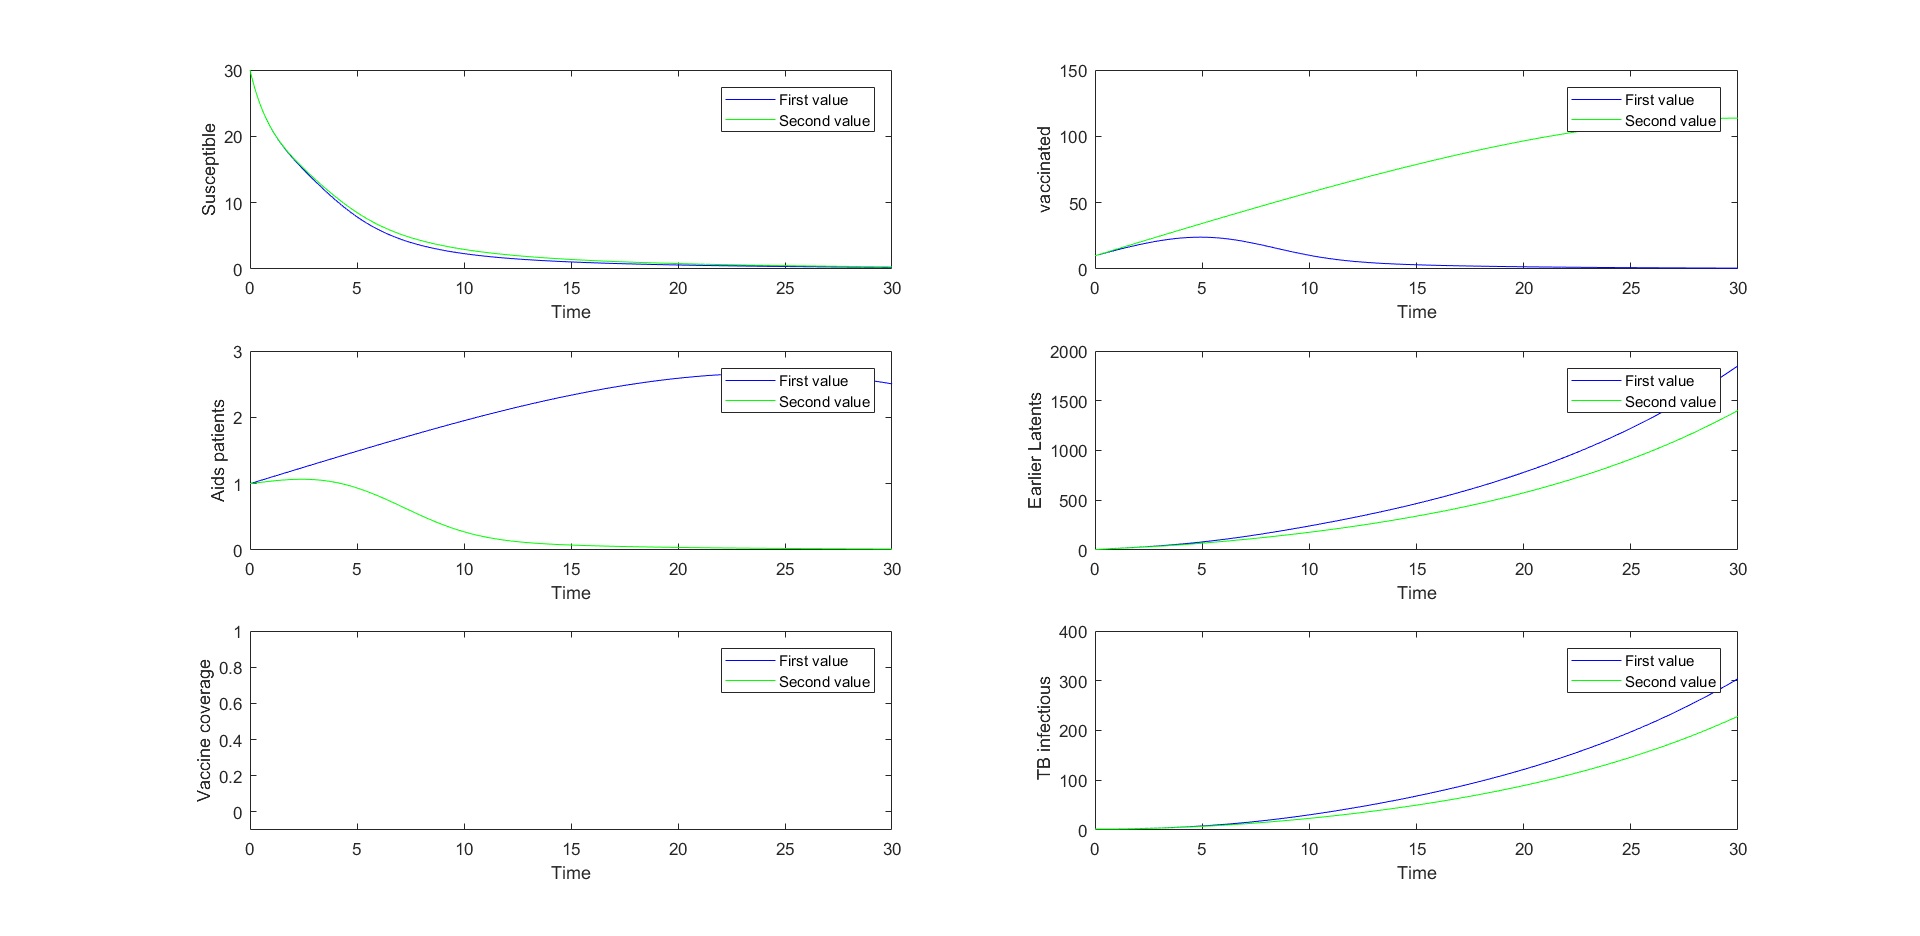 Susceptible
30
20
10
0
First value
Second value
0 5 10 15 20 25 30
Time
vaccinated
150
100
50
0
First value
Second value
0 5 10 15 20 25 30
Time
Aids patients
3
2
1
0
First value
Second value
0 5 10 15 20 25 30
Time
Earlier Latents
2000
1500
1000
500
0
First value
Second value
0 5 10 15 20 25 30
Time
Vaccine coverage
1
0.8
0.6
0.4
0.2
0
First value
Second value
0 5 10 15 20 25 30
Time
TB infectious
400
300
200
100
0
First value
Second value
0 5 10 15 20 25 30
Time